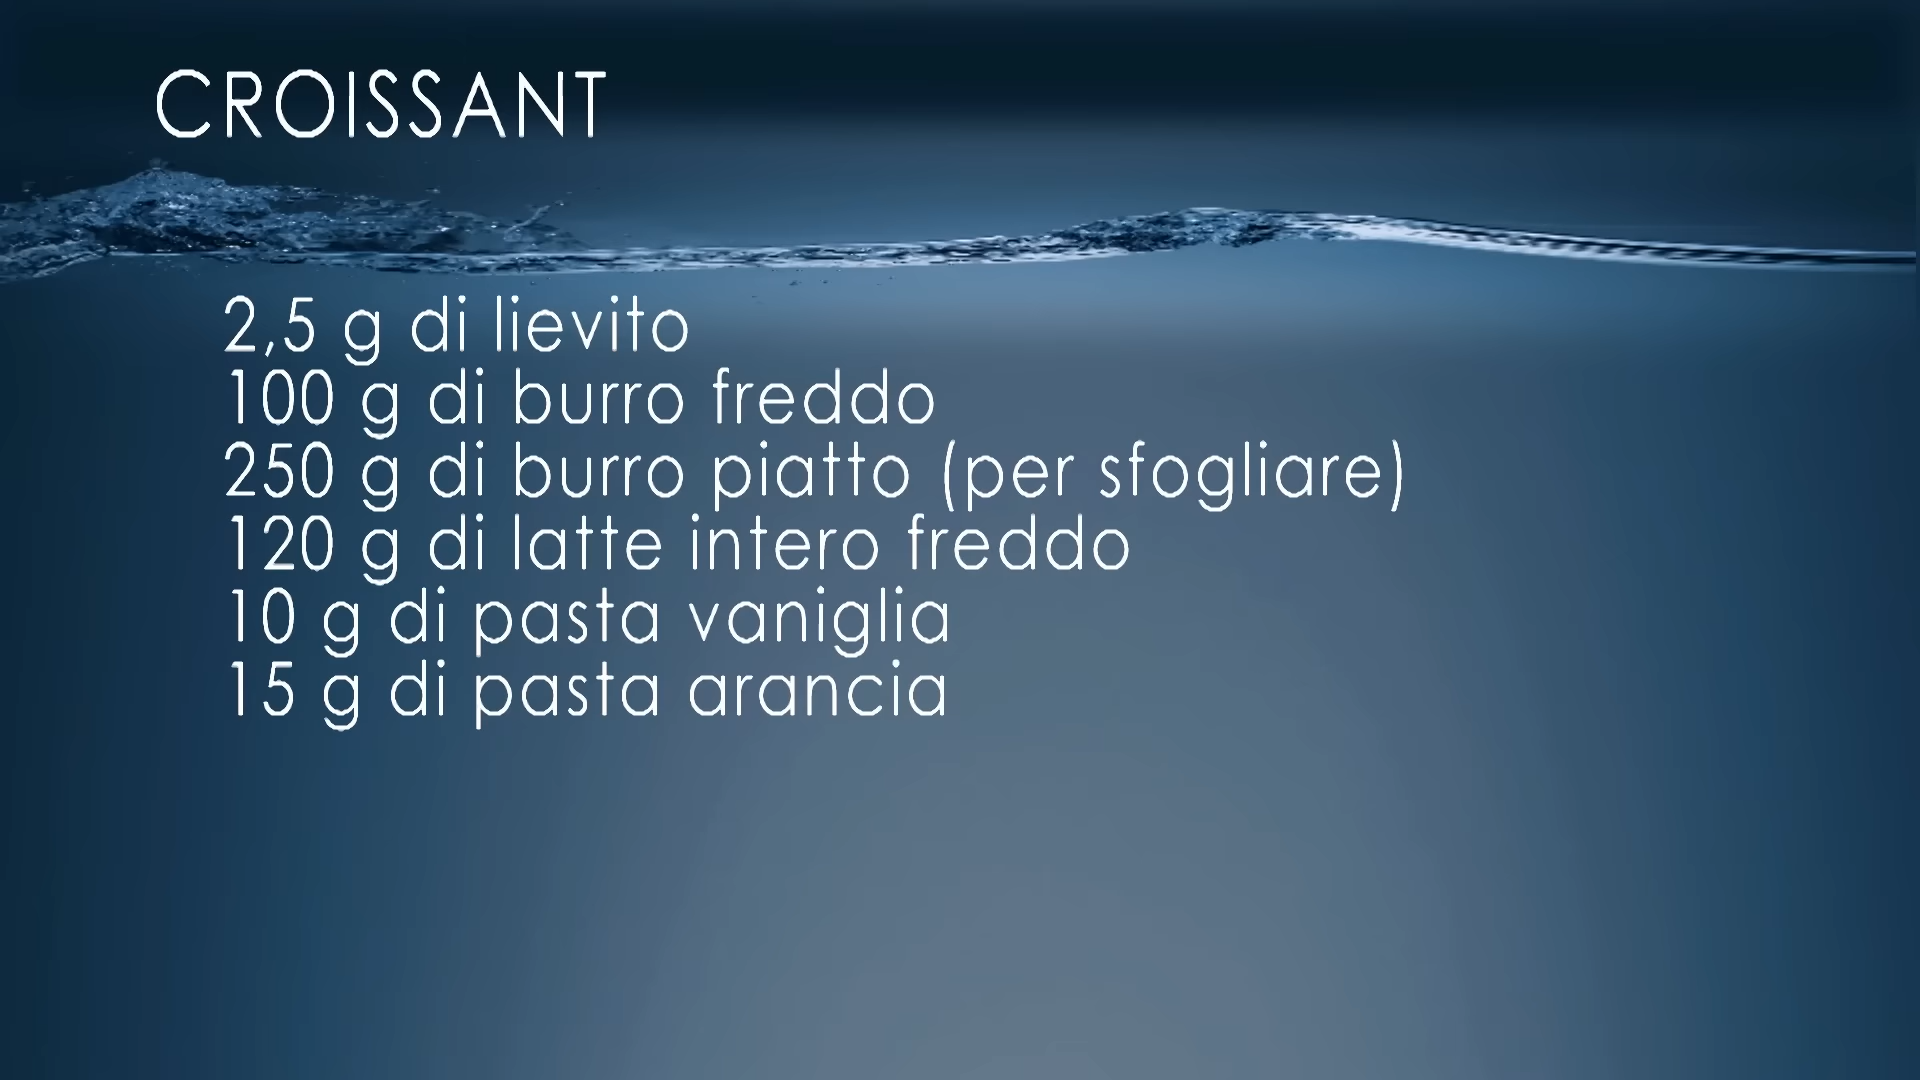 CROISSANT
2,5 g di lievito
100 g di burro freddo
250 g di burro piatto (per sfogliare)
120 g di latte intero freddo
10 g di pasta vaniglia
15 g di pasta arancia